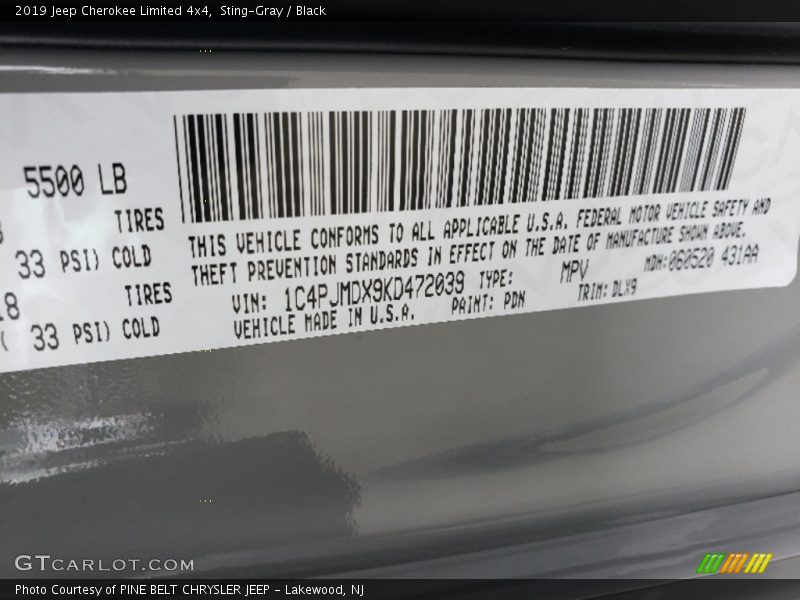 2019 Jeep Cherokee Limited 4x4, Sting-Gray / Black
5500 LB
TIRES
33 PSI) COLD
TIRES
( 33 PSI) COLD
THIS VEHICLE CONFORMS TO ALL APPLICABLE U.S.A. FEDERAL MOTOR VEHICLE SAFETY AND
THEFT PREVENTION STANDARDS IN EFFECT ON THE DATE OF MANUFACTURE SHOWN ABOVE.
VIN: 1C4PJMDX9KD472039 TYPE: MPV MDH:060520 431AA
VEHICLE MADE IN U.S.A. PAINT: PDN TRIM: DLX9
GTCARLOT.COM
Photo Courtesy of PINE BELT CHRYSLER JEEP - Lakewood, NJ